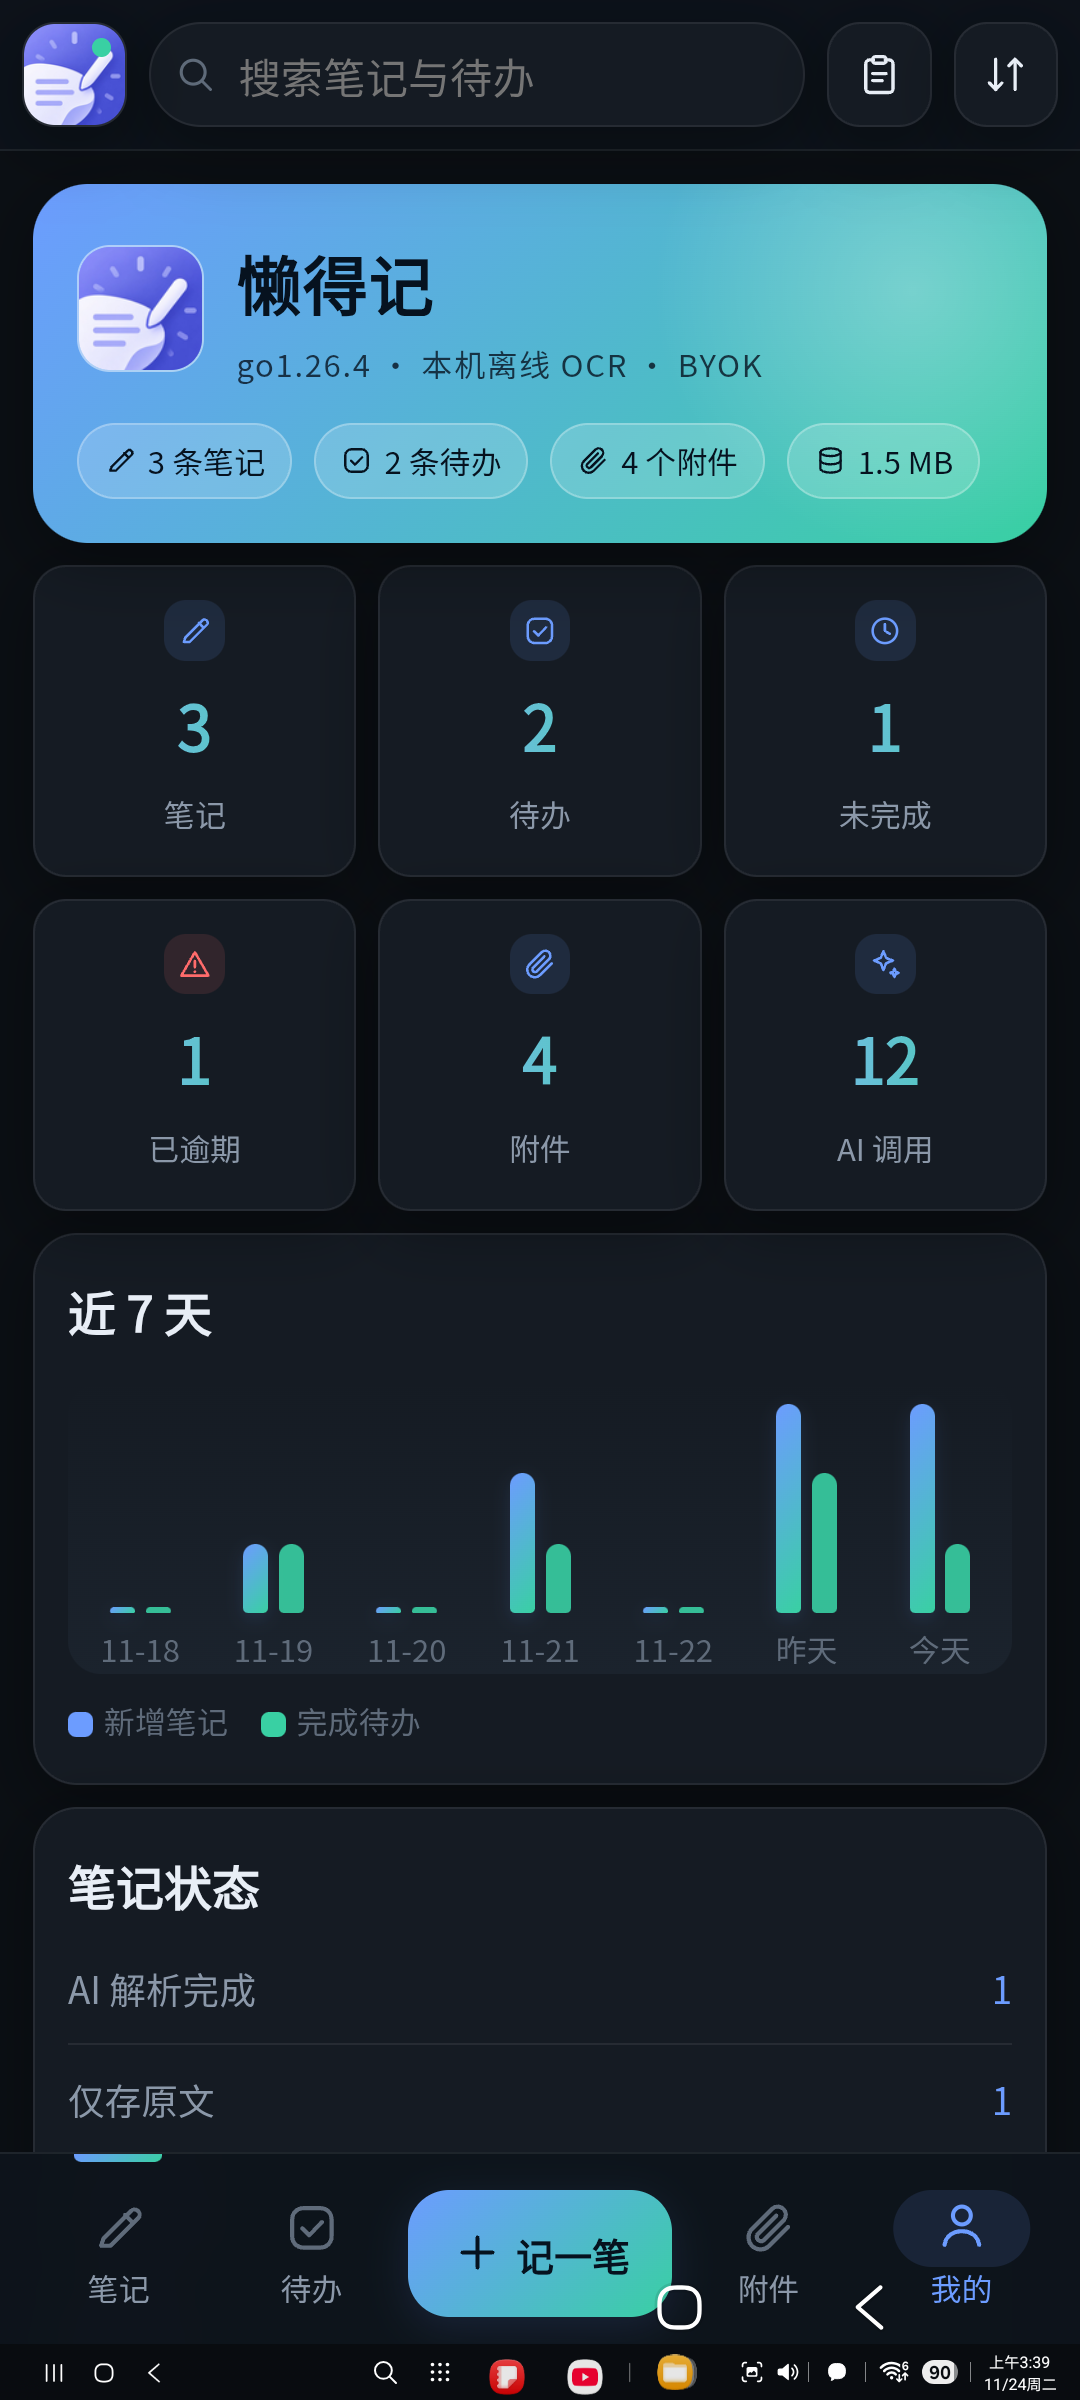 搜索笔记与待办
懒得记
go1.26.4 · 本机离线 OCR · BYOK
3 条笔记 2 条待办 4 个附件 1.5 MB
3 2 1
笔记 待办 未完成
1 4 12
已逾期 附件 AI 调用
近 7 天
11-18 11-19 11-20 11-21 11-22 昨天 今天
新增笔记 完成待办
笔记状态
AI 解析完成 1
仅存原文 1
记一笔
笔记 待办 附件 我的
6 90 上午3:39
11/24周二